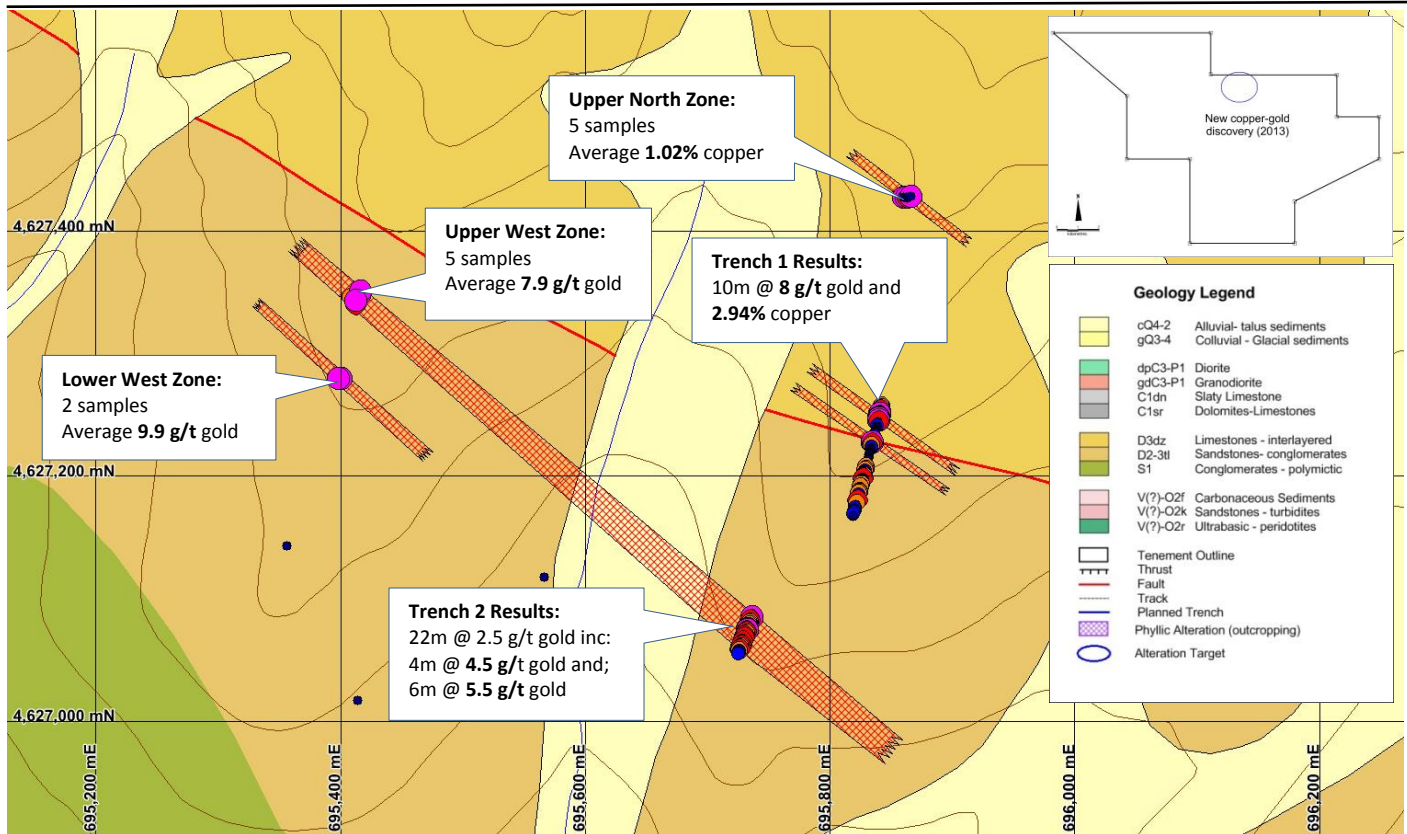 Upper North Zone:
5 samples
Average 1.02% copper
Upper West Zone:
5 samples
Average 7.9 g/t gold
Trench 1 Results:
10m @ 8 g/t gold and
2.94% copper
Lower West Zone:
2 samples
Average 9.9 g/t gold
Trench 2 Results:
22m @ 2.5 g/t gold inc:
4m @ 4.5 g/t gold and;
6m @ 5.5 g/t gold
4,627,400 mN
4,627,200 mN
4,627,000 mN
695,200 mE
695,400 mE
695,600 mE
695,800 mE
696,000 mE
696,200 mE
New copper-gold
discovery (2013)
Geology Legend
cQ4-2 Alluvial- talus sediments
gQ3-4 Colluvial - Glacial sediments
dpC3-P1 Diorite
gdC3-P1 Granodiorite
C1dn Slaty Limestone
C1sr Dolomites-Limestones
D3dz Limestones - interlayered
D2-3tl Sandstones- conglomerates
S1 Conglomerates - polymictic
V(?)-O2f Carbonaceous Sediments
V(?)-O2k Sandstones - turbidites
V(?)-O2r Ultrabasic - peridotites
Tenement Outline
Thrust
Fault
Track
Planned Trench
Phyllic Alteration (outcropping)
Alteration Target